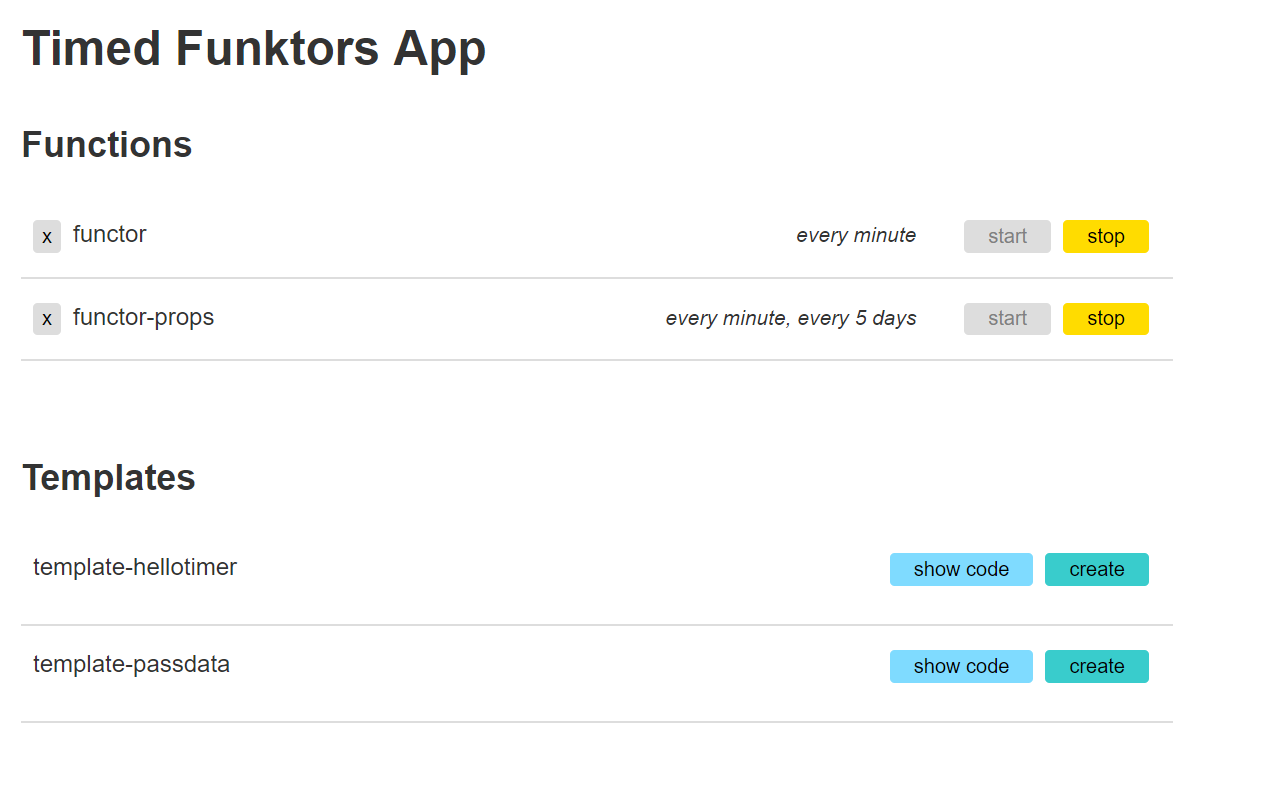 Timed Funktors App
Functions
x functor every minute start stop
x functor-props every minute, every 5 days start stop
Templates
template-hellotimer show code create
template-passdata show code create